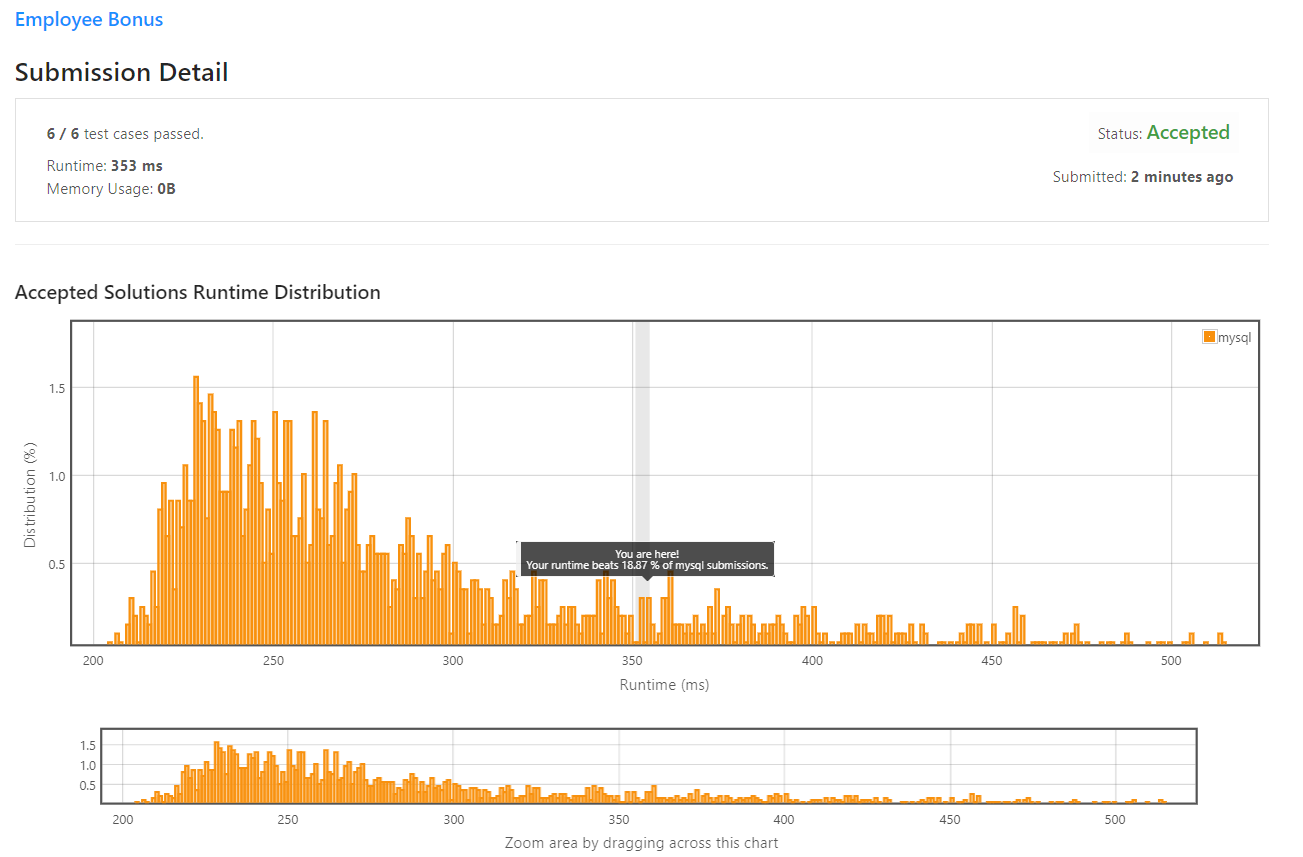 Employee Bonus
Submission Detail
6 / 6 test cases passed.
Status: Accepted
Runtime: 353 ms
Submitted: 2 minutes ago
Memory Usage: 0B
Accepted Solutions Runtime Distribution
mysql
1.5
1.0
0.5
Distribution (%)
You are here!
Your runtime beats 18.87 % of mysql submissions.
200 250 300 350 400 450 500
Runtime (ms)
1.5
1.0
0.5
200 250 300 350 400 450 500
Zoom area by dragging across this chart